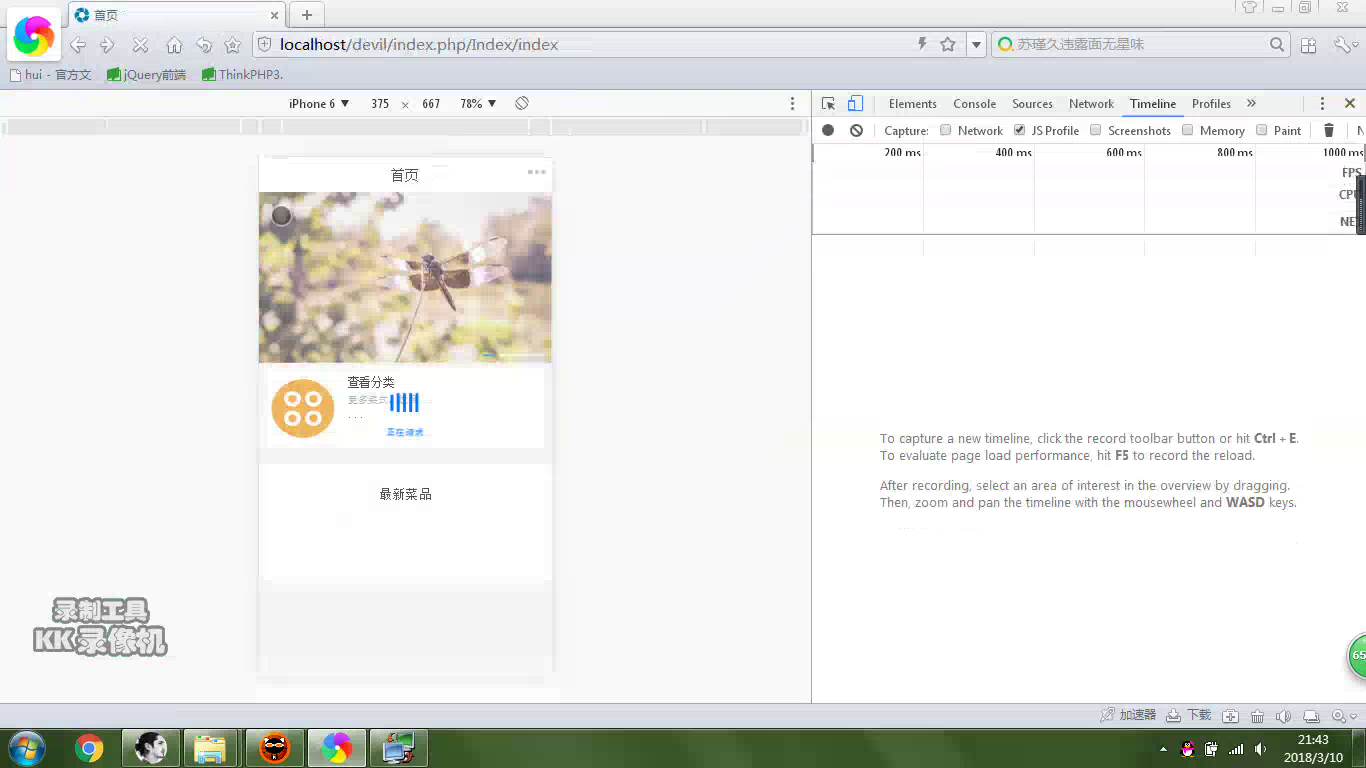 首页
localhost/devil/index.php/Index/index
苏瑾久违露面无星味
hui - 官方文
jQuery前端
ThinkPHP3.
iPhone 6 ▼ 375 × 667 78% ▼
Elements Console Sources Network Timeline Profiles »
Capture: Network JS Profile Screenshots Memory Paint
200 ms 400 ms 600 ms 800 ms 1000 ms
FPS
CPU
NET
首页
查看分类
更多菜式
...
正在请求...
最新菜品
To capture a new timeline, click the record toolbar button or hit Ctrl + E.
To evaluate page load performance, hit F5 to record the reload.
After recording, select an area of interest in the overview by dragging.
Then, zoom and pan the timeline with the mousewheel and WASD keys.
录制工具
KK录像机
65
加速器 下载
21:43
2018/3/10